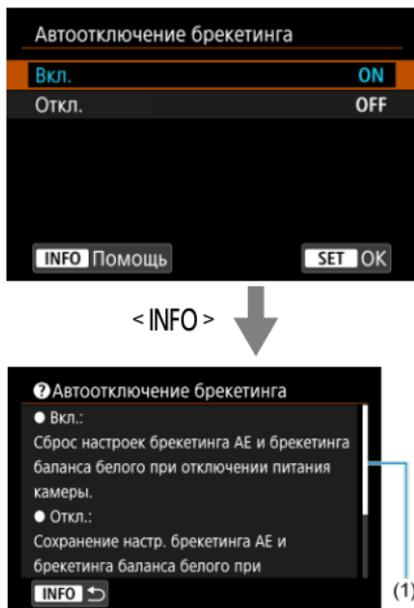 Автоотключение брекетинга
Вкл. ON
Откл. OFF
INFO Помощь SET OK
< INFO >
?Автоотключение брекетинга
● Вкл.:
Сброс настроек брекетинга AE и брекетинга
баланса белого при отключении питания
камеры.
● Откл.:
Сохранение настр. брекетинга AE и
брекетинга баланса белого при
INFO
(1)